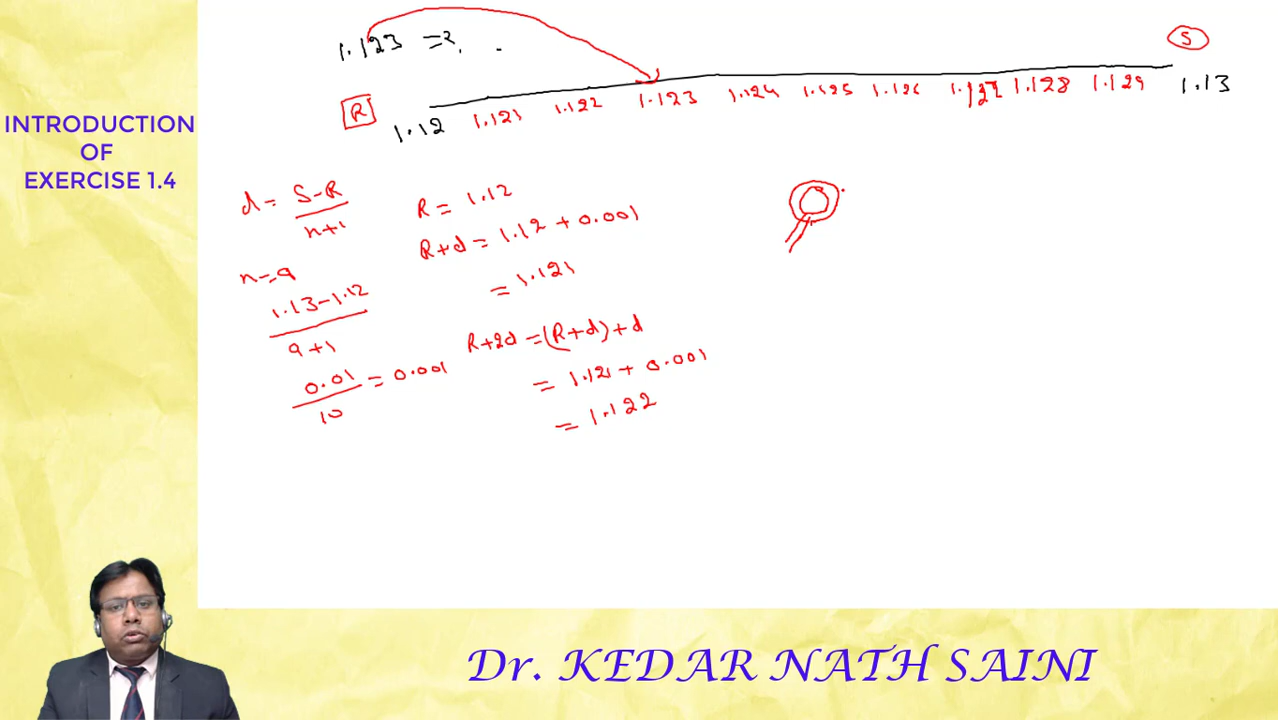 INTRODUCTION
OF
EXERCISE 1.4
1.123 =?
S
R
1.12 1.121 1.122 1.123 1.124 1.125 1.126 1.127 1.128 1.129 1.13
d = S-R
n+1
n=9
1.13-1.12
9+1
0.01 = 0.001
10
R = 1.12
R+d = 1.12 + 0.001
= 1.121
R+2d = (R+d)+d
= 1.121 + 0.001
= 1.122
Dr. KEDAR NATH SAINI